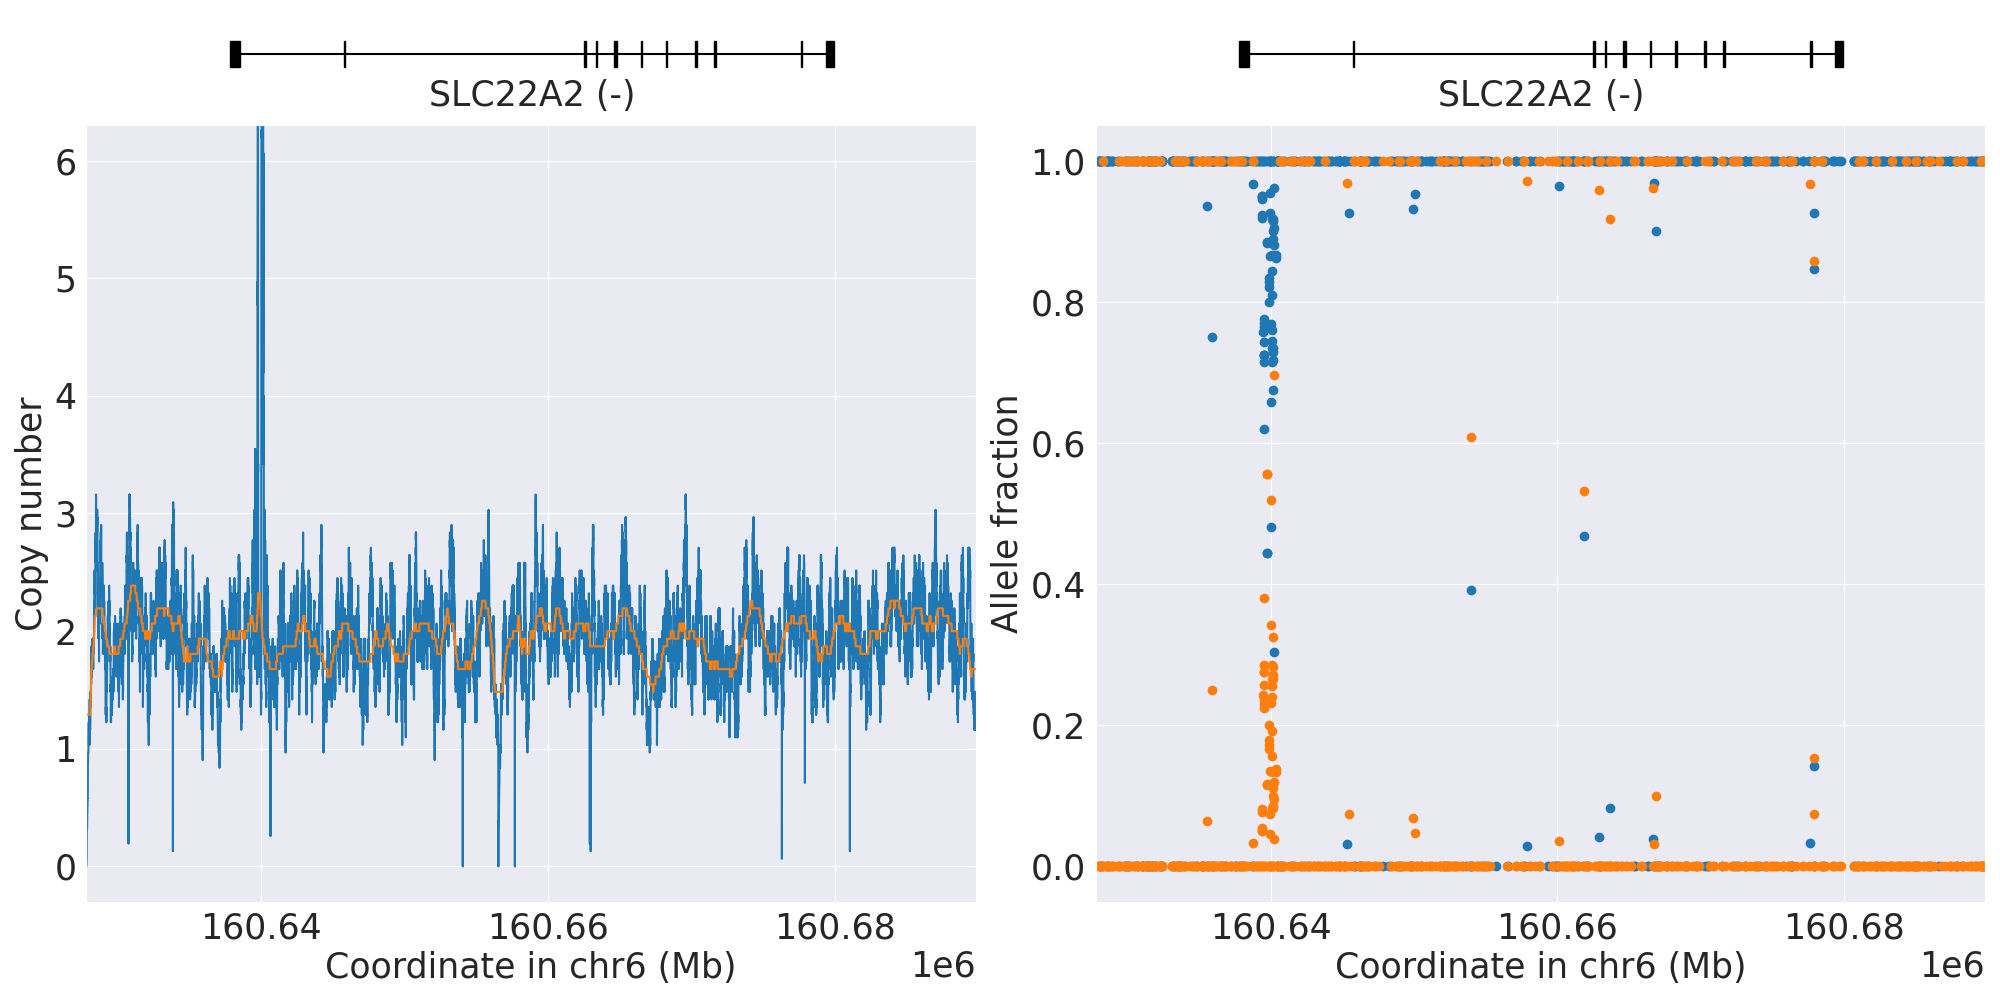 SLC22A2 (-)
6
5
4
3
2
1
0
Copy number
160.64
160.66
160.68
Coordinate in chr6 (Mb)
1e6
SLC22A2 (-)
1.0
0.8
0.6
0.4
0.2
0.0
Allele fraction
160.64
160.66
160.68
Coordinate in chr6 (Mb)
1e6